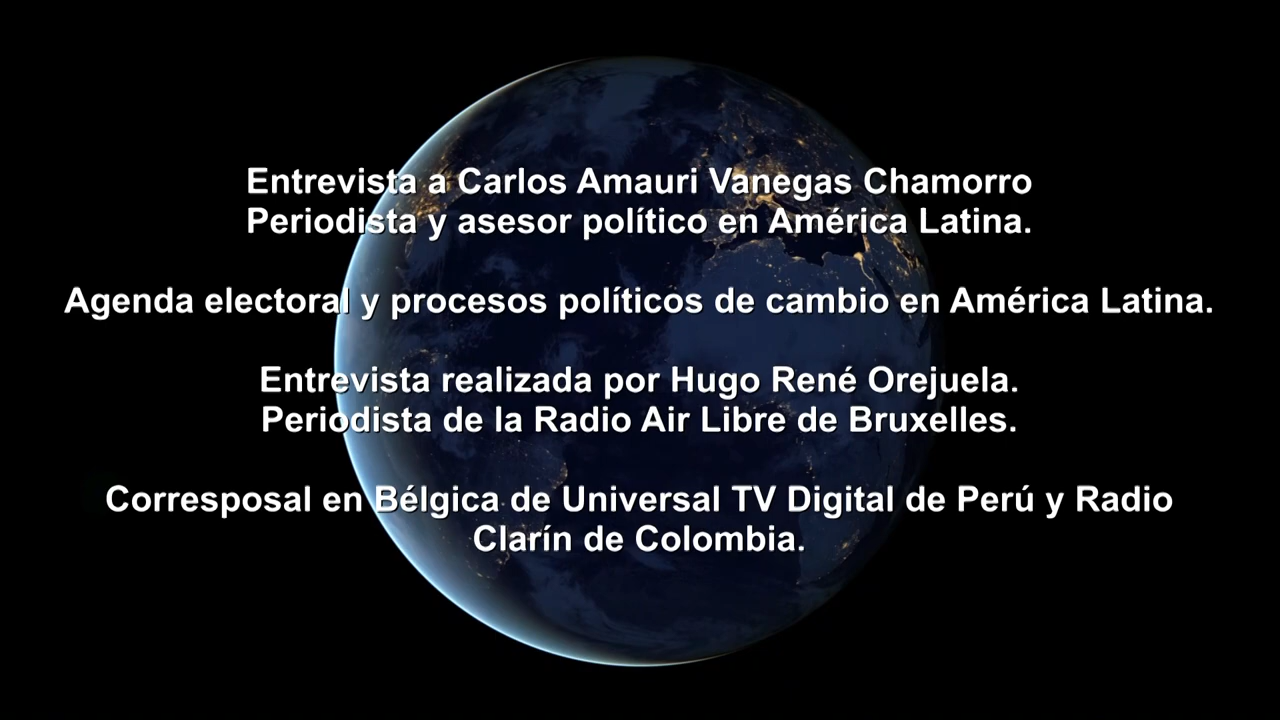 Entrevista a Carlos Amauri Vanegas Chamorro
Periodista y asesor político en América Latina.
Agenda electoral y procesos políticos de cambio en América Latina.
Entrevista realizada por Hugo René Orejuela.
Periodista de la Radio Air Libre de Bruxelles.
Corresposal en Bélgica de Universal TV Digital de Perú y Radio
Clarín de Colombia.